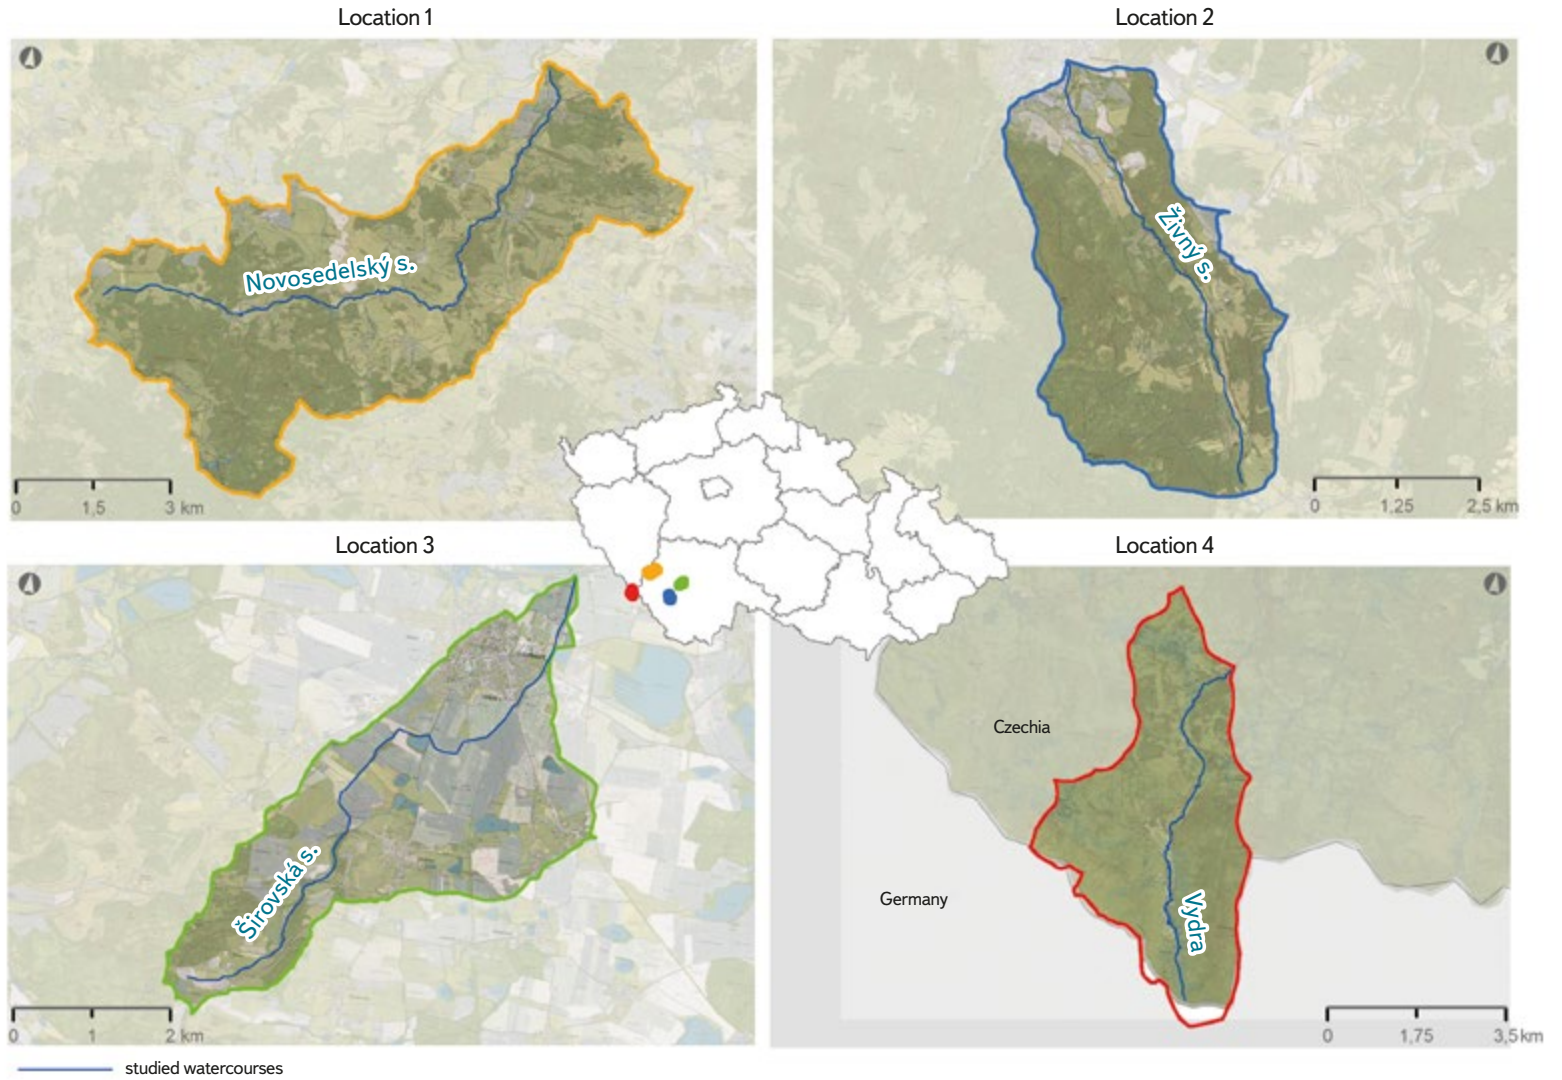 Location 1
Location 2
Novosedelský s.
Živný s.
0 1,5 3 km
0 1,25 2,5 km
Location 3
Location 4
Czechia
Širovská s.
Germany
Vydra
0 1 2 km
0 1,75 3,5 km
studied watercourses